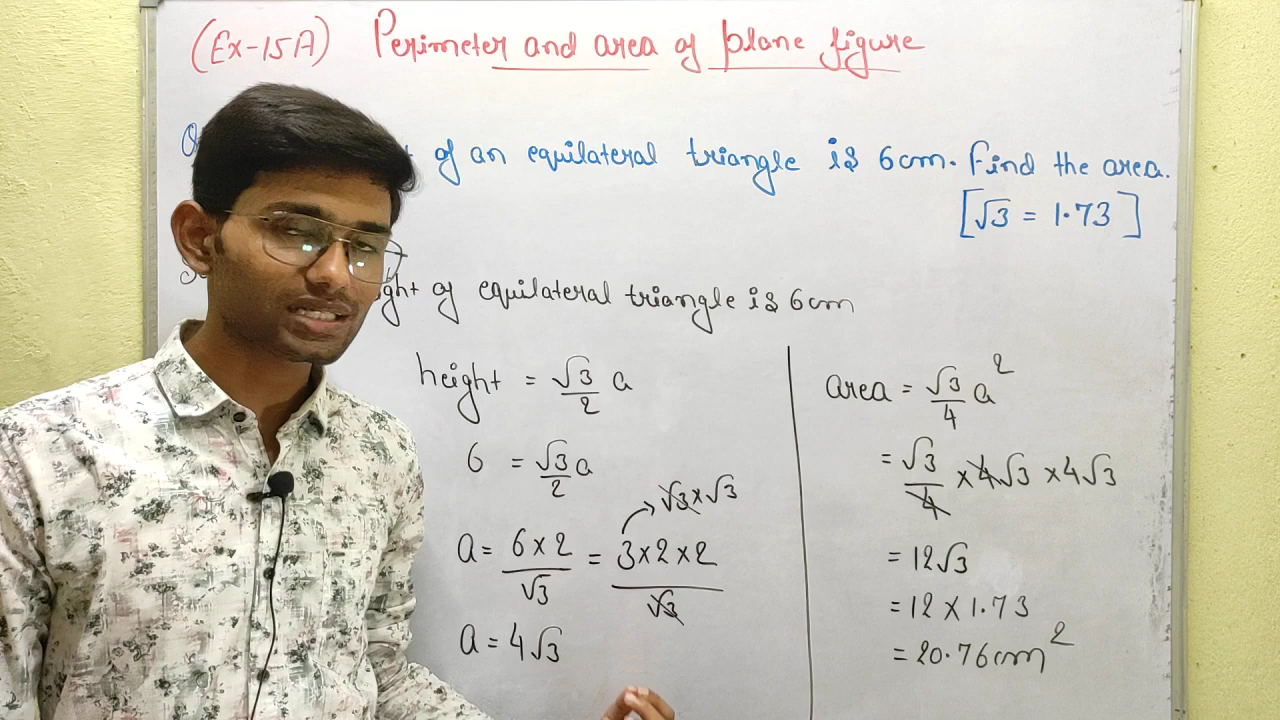 (Ex-15A) Perimeter and area of plane figure
of an equilateral triangle is 6cm. Find the area.
[√3 = 1.73]
of equilateral triangle is 6cm
height = √3/2 a
6 = √3/2 a
a = 6×2/√3 = 3×2×2/√3
√3×√3
a = 4√3
area = √3/4 a²
= √3/4 × 4√3 × 4√3
= 12√3
= 12 × 1.73
= 20.76cm²